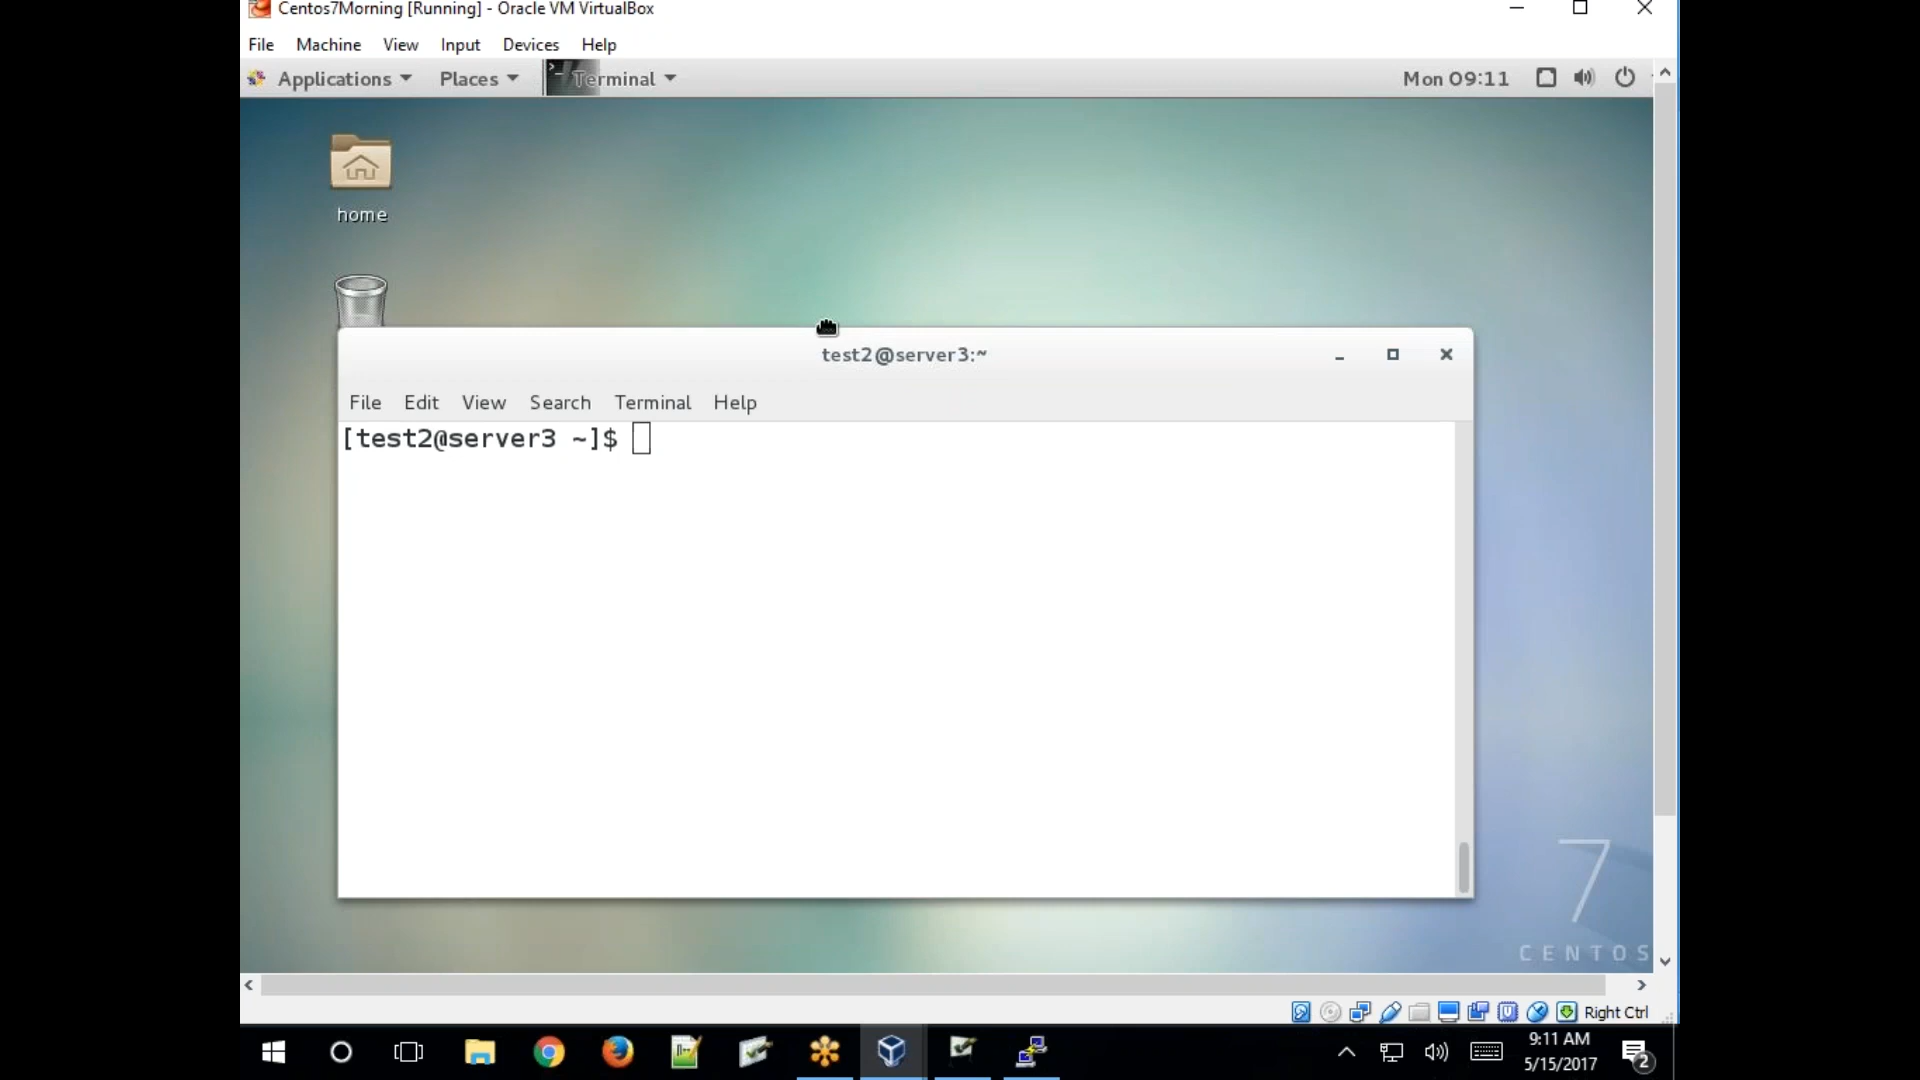 Centos7Morning [Running] - Oracle VM VirtualBox
File Machine View Input Devices Help
Applications Places Terminal Mon 09:11
home
test2@server3:~
File Edit View Search Terminal Help
[test2@server3 ~]$
7
CENTOS
Right Ctrl
9:11 AM
5/15/2017
2